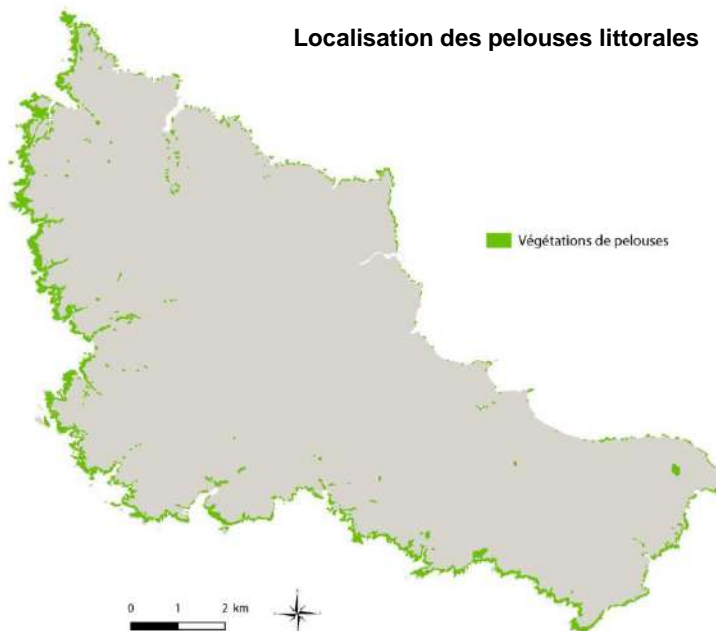 Localisation des pelouses littorales
Végétations de pelouses
0 1 2 km